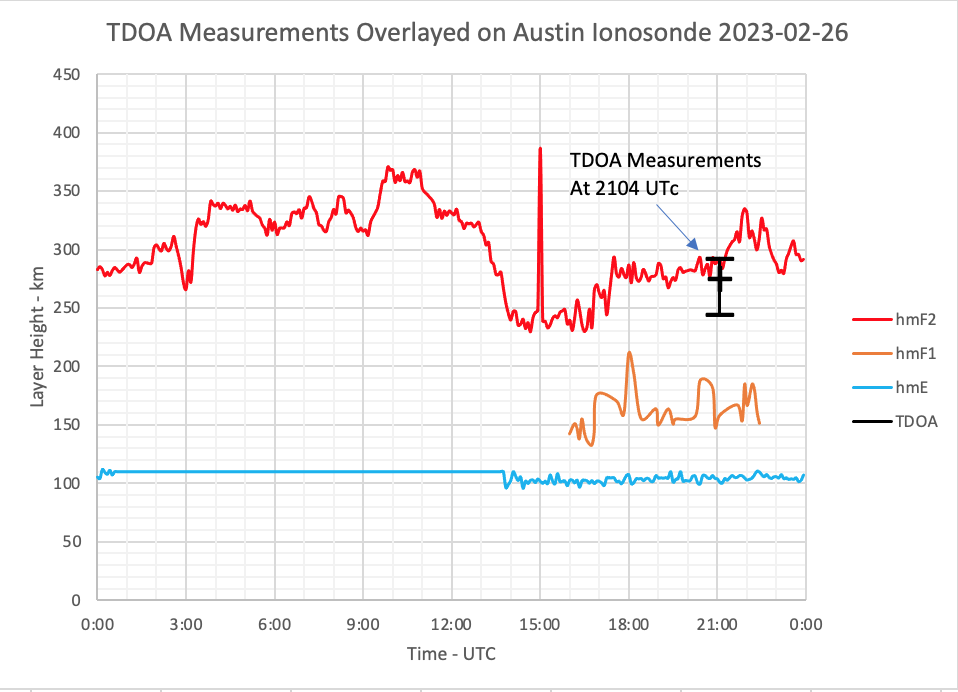 TDOA Measurements Overlayed on Austin Ionosonde 2023-02-26
450
400
350
300
250
200
150
100
50
0
Layer Height - km
TDOA Measurements
At 2104 UTc
hmF2
hmF1
hmE
TDOA
0:00 3:00 6:00 9:00 12:00 15:00 18:00 21:00 0:00
Time - UTC